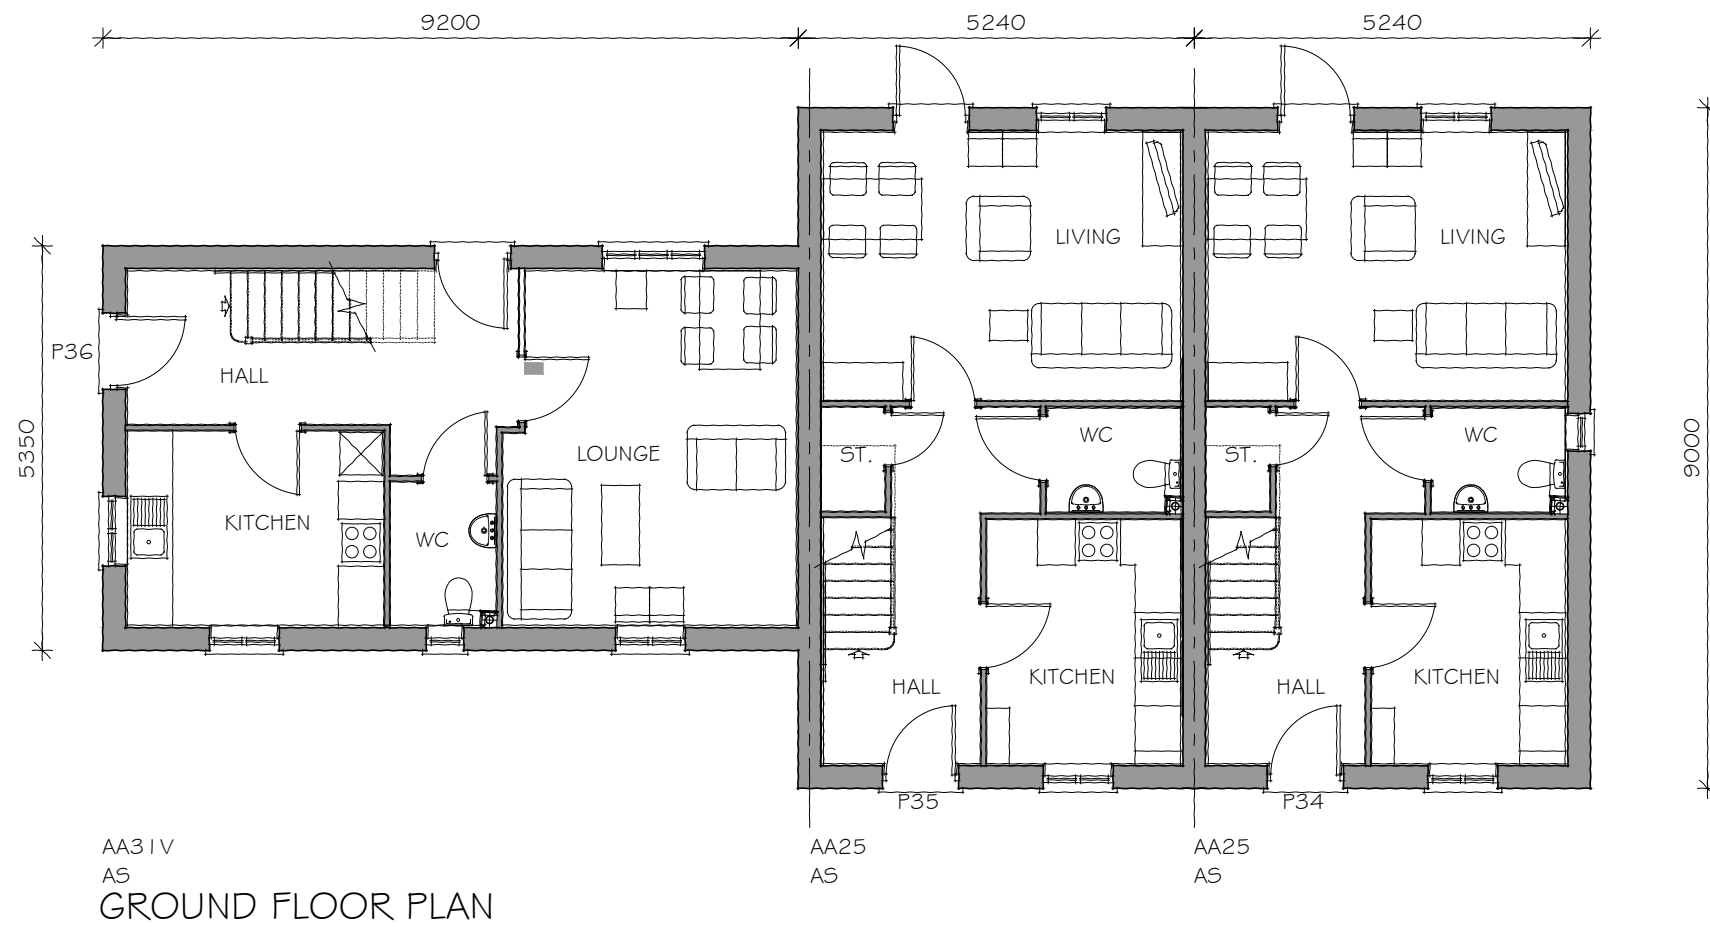 9200
5240
5240
5350
9000
P36
HALL
KITCHEN
WC
LOUNGE
LIVING
ST.
WC
HALL
KITCHEN
P35
LIVING
ST.
WC
HALL
KITCHEN
P34
AA31V
AS
AA25
AS
AA25
AS
GROUND FLOOR PLAN